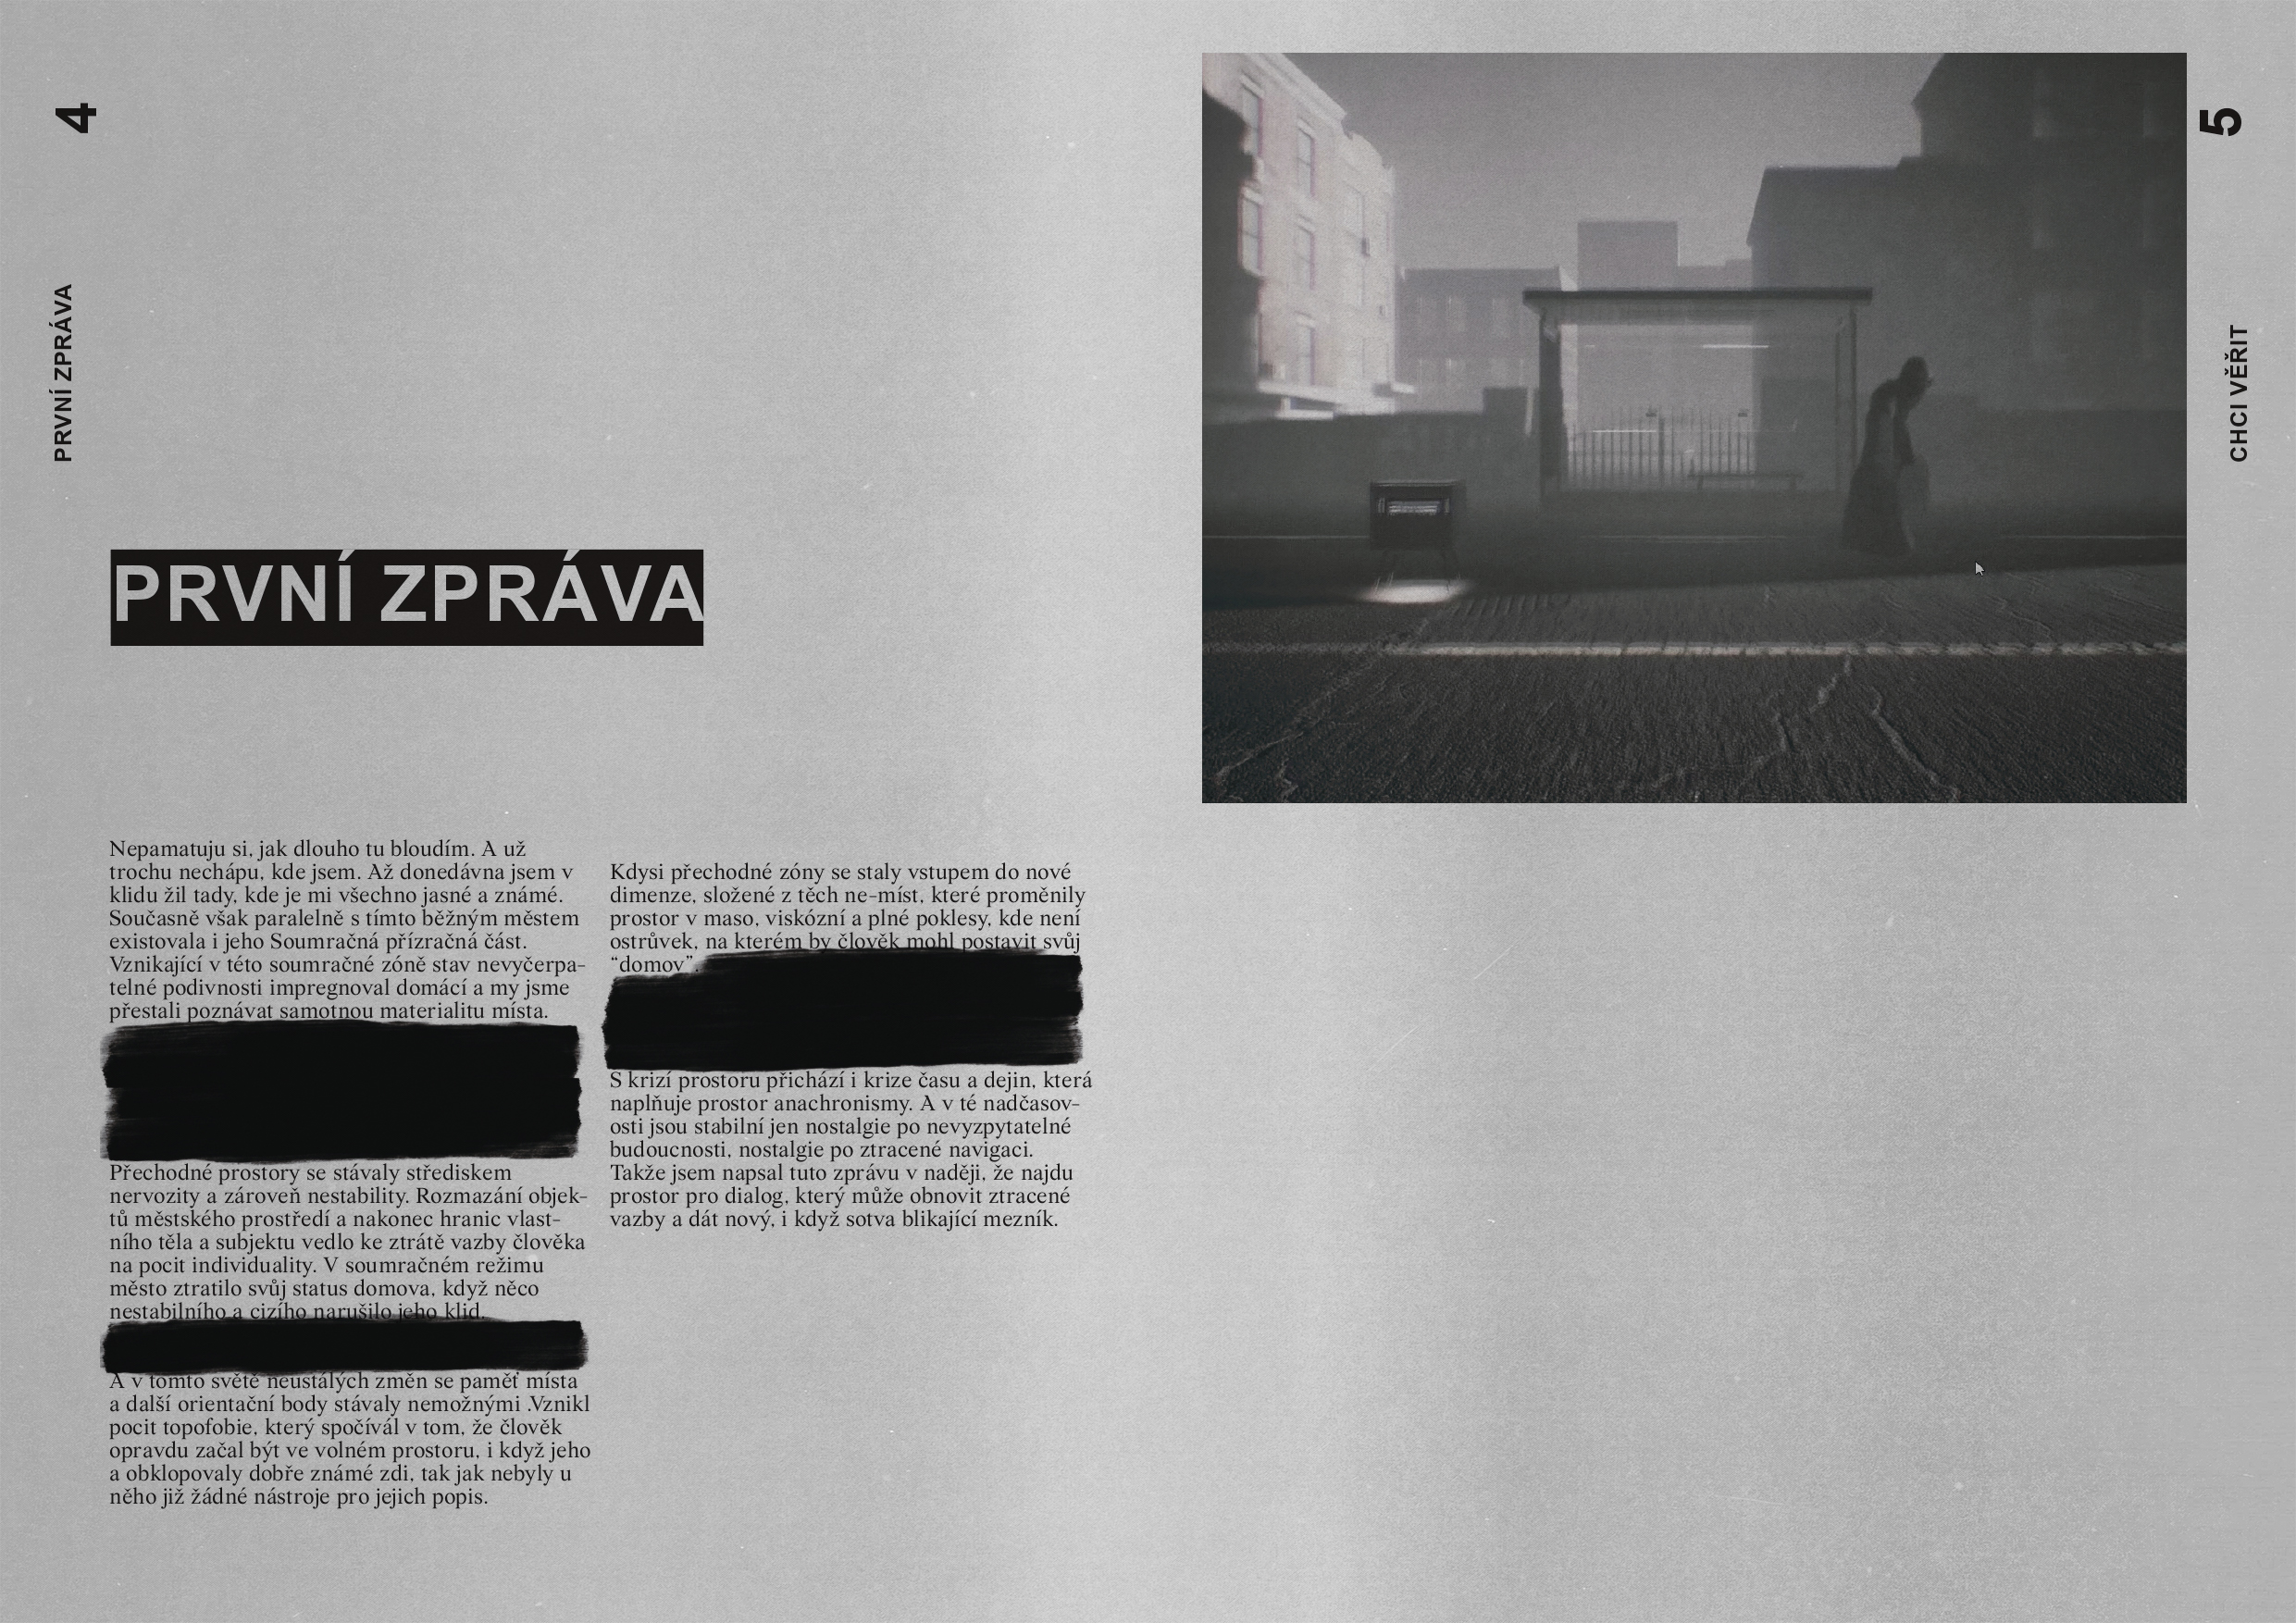 4
PRVNÍ ZPRÁVA
PRVNÍ ZPRÁVA
Nepamatuju si, jak dlouho tu bloudím. A už
trochu nechápu, kde jsem. Až donedávna jsem v
klidu žil tady, kde je mi všechno jasné a známé.
Současně však paralelně s tímto běžným městem
existovala i jeho Soumračná přízračná část.
Vznikající v této soumračné zóně stav nevyčerpa-
telné podivnosti impregnoval domácí a my jsme
přestali poznávat samotnou materialitu místa.
Přechodné prostory se stávaly střediskem
nervozity a zároveň nestability. Rozmazání objek-
tů městského prostředí a nakonec hranic vlast-
ního těla a subjektu vedlo ke ztrátě vazby člověka
na pocit individuality. V soumračném režimu
město ztratilo svůj status domova, když něco
nestabilního a cizího narušilo jeho klid.
A v tomto světě neustálých změn se paměť místa
a další orientační body stávaly nemožnými .Vznikl
pocit topofobie, který spočívál v tom, že člověk
opravdu začal být ve volném prostoru, i když jeho
a obklopovaly dobře známé zdi, tak jak nebyly u
něho již žádné nástroje pro jejich popis.
Kdysi přechodné zóny se staly vstupem do nové
dimenze, složené z těch ne-míst, které proměnily
prostor v maso, viskózní a plné poklesy, kde není
ostrůvek, na kterém by člověk mohl postavit svůj
“domov”.
S krizí prostoru přichází i krize času a dejin, která
naplňuje prostor anachronismy. A v té nadčasov-
osti jsou stabilní jen nostalgie po nevyzpytatelné
budoucnosti, nostalgie po ztracené navigaci.
Takže jsem napsal tuto zprávu v naději, že najdu
prostor pro dialog, který může obnovit ztracené
vazby a dát nový, i když sotva blikající mezník.
5
CHCI VĚŘIT